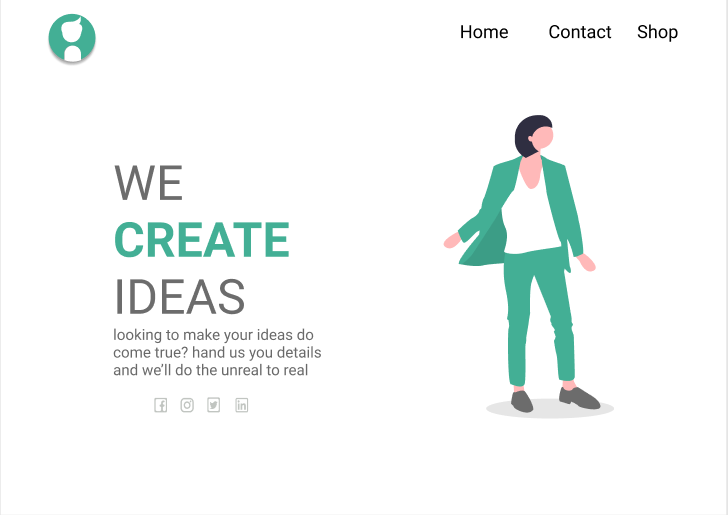 Home Contact Shop
WE
CREATE
IDEAS
looking to make your ideas do
come true? hand us you details
and we'll do the unreal to real